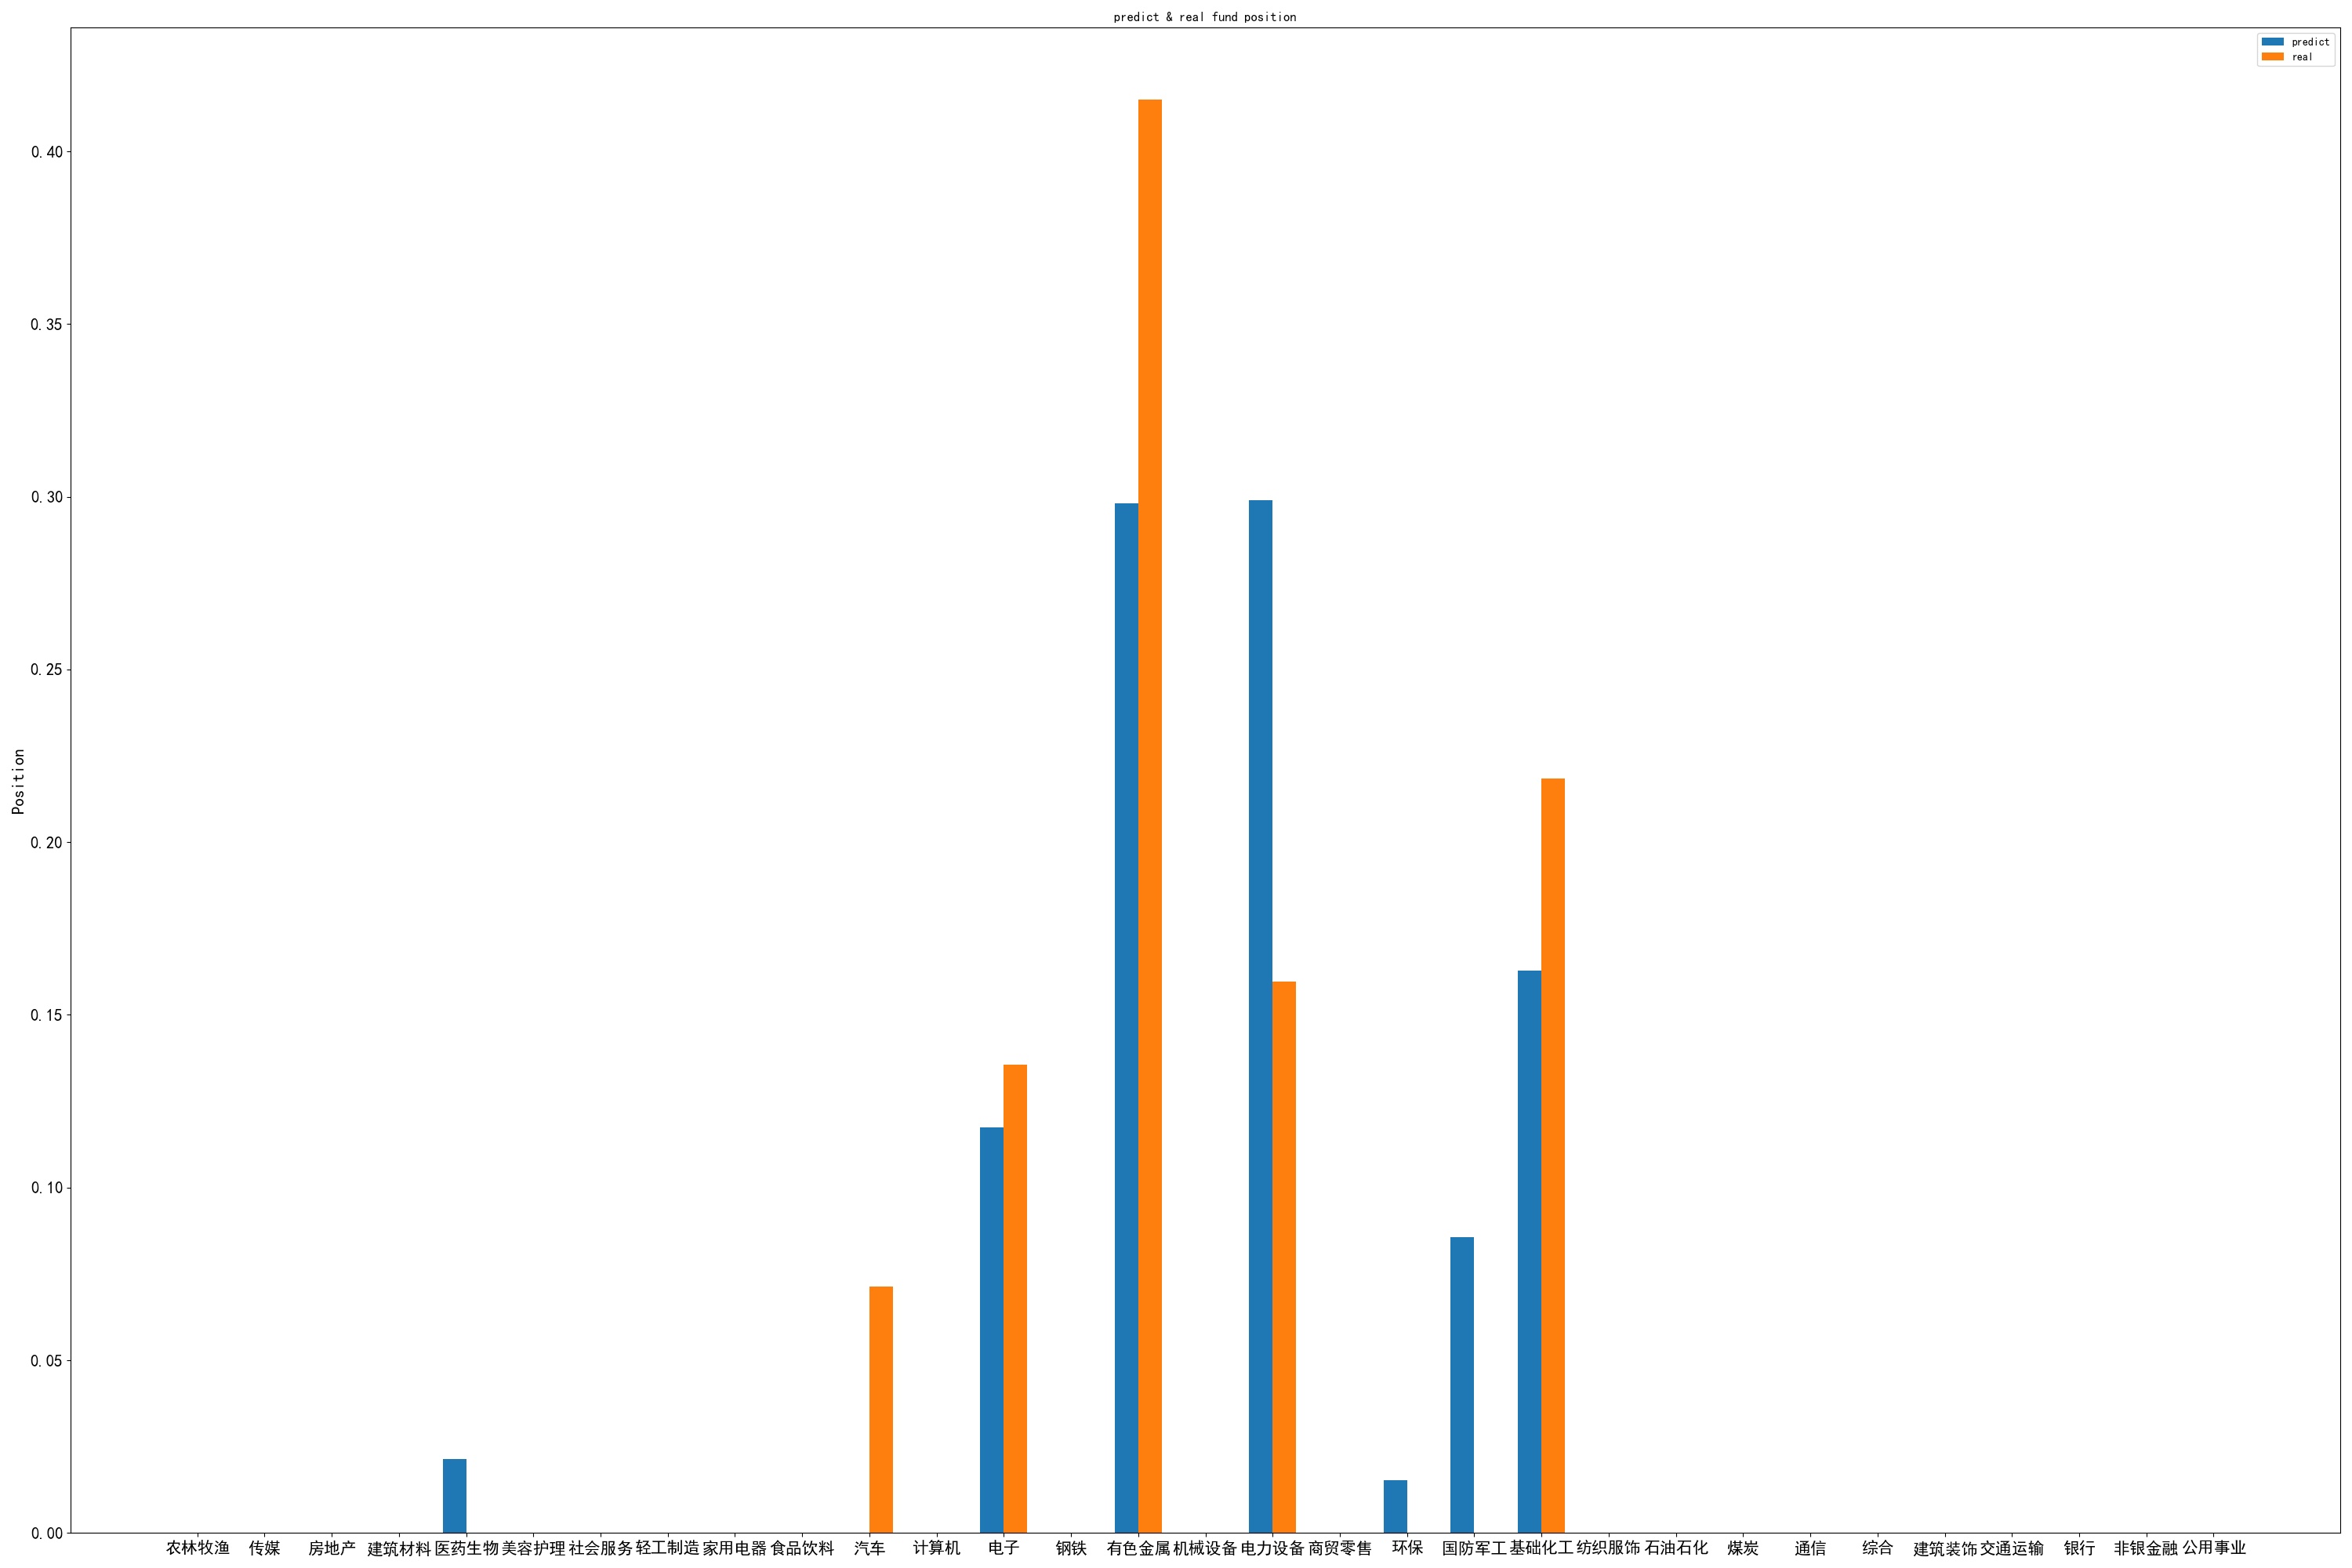 predict & real fund position
predict
real
0.40
0.35
0.30
0.25
0.20
0.15
0.10
0.05
0.00
Position
农林牧渔 传媒 房地产 建筑材料 医药生物 美容护理 社会服务 轻工制造 家用电器 食品饮料 汽车 计算机 电子 钢铁 有色金属 机械设备 电力设备 商贸零售 环保 国防军工 基础化工 纺织服饰 石油石化 煤炭 通信 综合 建筑装饰 交通运输 银行 非银金融 公用事业